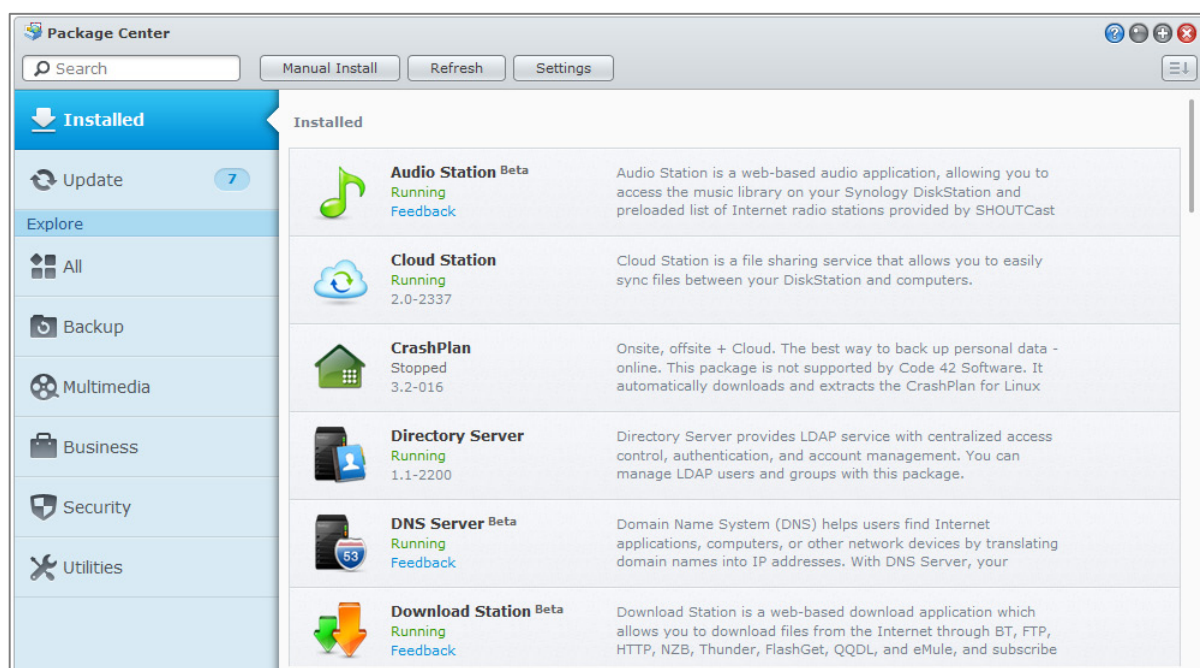 Package Center
Search
Manual Install
Refresh
Settings
Installed
Update
7
Explore
All
Backup
Multimedia
Business
Security
Utilities
Installed
Audio Station Beta
Running
Feedback
Audio Station is a web-based audio application, allowing you to
access the music library on your Synology DiskStation and
preloaded list of Internet radio stations provided by SHOUTCast
Cloud Station
Running
2.0-2337
Cloud Station is a file sharing service that allows you to easily
sync files between your DiskStation and computers.
CrashPlan
Stopped
3.2-016
Onsite, offsite + Cloud. The best way to back up personal data -
online. This package is not supported by Code 42 Software. It
automatically downloads and extracts the CrashPlan for Linux
Directory Server
Running
1.1-2200
Directory Server provides LDAP service with centralized access
control, authentication, and account management. You can
manage LDAP users and groups with this package.
DNS Server Beta
Running
Feedback
53
Domain Name System (DNS) helps users find Internet
applications, computers, or other network devices by translating
domain names into IP addresses. With DNS Server, your
Download Station Beta
Running
Feedback
Download Station is a web-based download application which
allows you to download files from the Internet through BT, FTP,
HTTP, NZB, Thunder, FlashGet, QQDL, and eMule, and subscribe